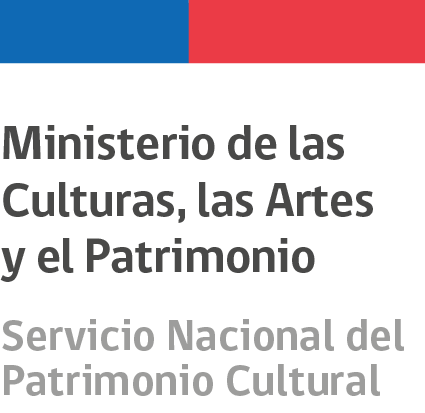 Ministerio de las
Culturas, las Artes
y el Patrimonio
Servicio Nacional del
Patrimonio Cultural